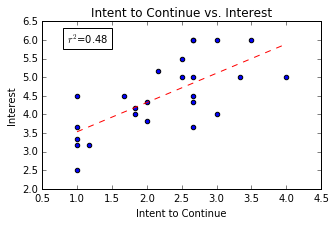 Intent to Continue vs. Interest
r²=0.48
Interest
6.5
6.0
5.5
5.0
4.5
4.0
3.5
3.0
2.5
2.0
0.5 1.0 1.5 2.0 2.5 3.0 3.5 4.0 4.5
Intent to Continue